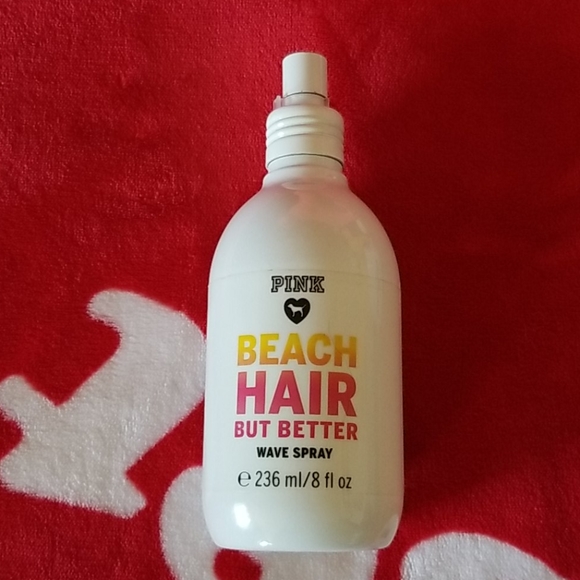 PINK
BEACH
HAIR
BUT BETTER
WAVE SPRAY
℮ 236 ml/8 fl oz